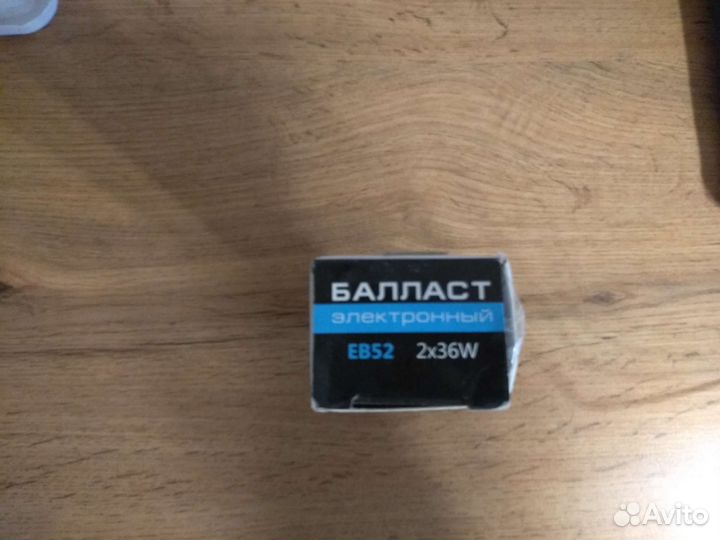 БАЛЛАСТ
электронный
EB52 2x36W
Avito